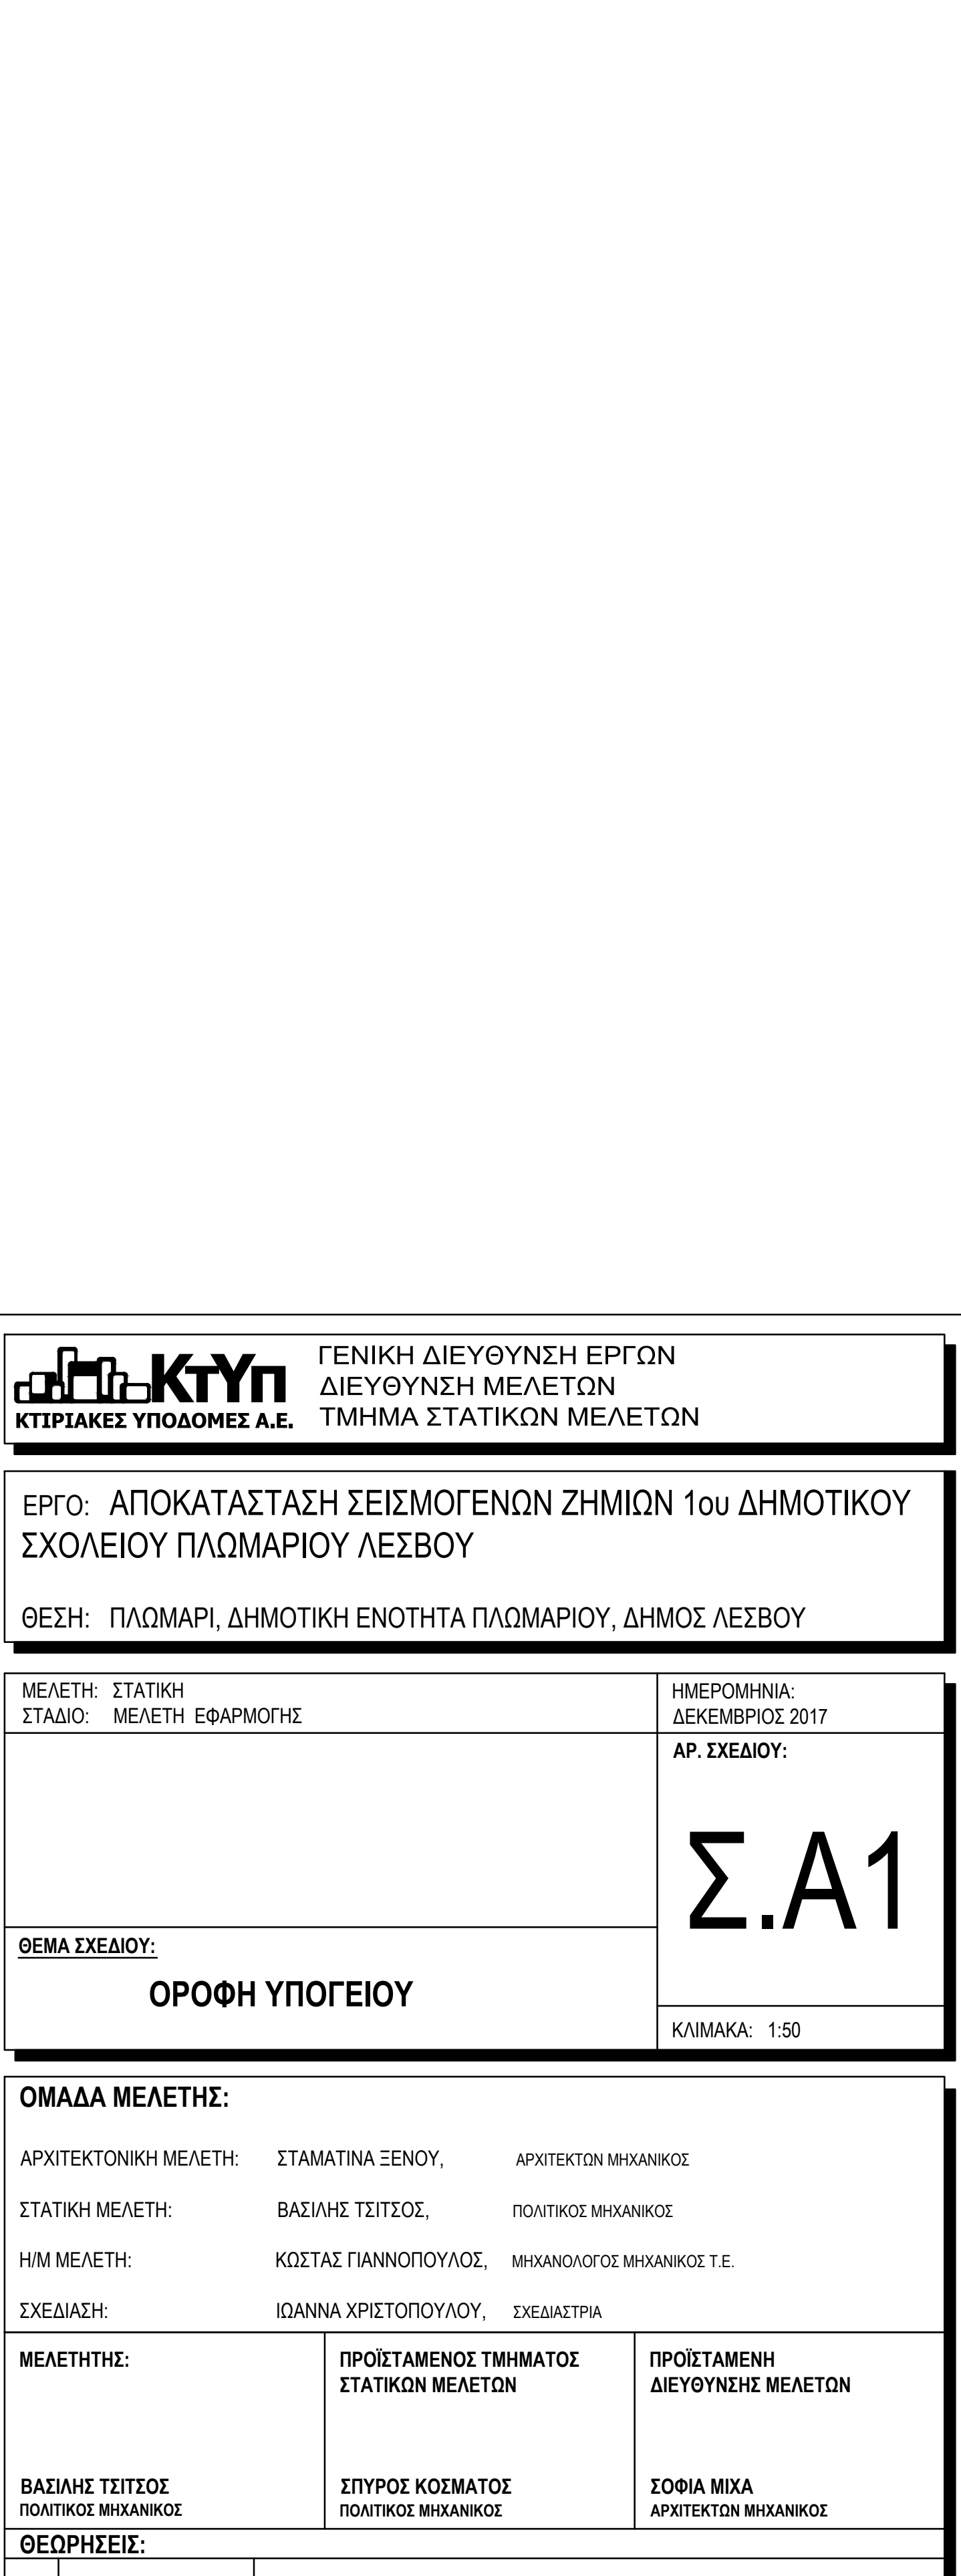 ΚτΥπ
ΚΤΙΡΙΑΚΕΣ ΥΠΟΔΟΜΕΣ Α.Ε.
ΓΕΝΙΚΗ ΔΙΕΥΘΥΝΣΗ ΕΡΓΩΝ
ΔΙΕΥΘΥΝΣΗ ΜΕΛΕΤΩΝ
ΤΜΗΜΑ ΣΤΑΤΙΚΩΝ ΜΕΛΕΤΩΝ
ΕΡΓΟ: ΑΠΟΚΑΤΑΣΤΑΣΗ ΣΕΙΣΜΟΓΕΝΩΝ ΖΗΜΙΩΝ 1ου ΔΗΜΟΤΙΚΟΥ
ΣΧΟΛΕΙΟΥ ΠΛΩΜΑΡΙΟΥ ΛΕΣΒΟΥ
ΘΕΣΗ: ΠΛΩΜΑΡΙ, ΔΗΜΟΤΙΚΗ ΕΝΟΤΗΤΑ ΠΛΩΜΑΡΙΟΥ, ΔΗΜΟΣ ΛΕΣΒΟΥ
ΜΕΛΕΤΗ: ΣΤΑΤΙΚΗ
ΣΤΑΔΙΟ: ΜΕΛΕΤΗ ΕΦΑΡΜΟΓΗΣ
ΗΜΕΡΟΜΗΝΙΑ:
ΔΕΚΕΜΒΡΙΟΣ 2017
ΑΡ. ΣΧΕΔΙΟΥ:
Σ.Α1
ΘΕΜΑ ΣΧΕΔΙΟΥ:
ΟΡΟΦΗ ΥΠΟΓΕΙΟΥ
ΚΛΙΜΑΚΑ: 1:50
ΟΜΑΔΑ ΜΕΛΕΤΗΣ:
ΑΡΧΙΤΕΚΤΟΝΙΚΗ ΜΕΛΕΤΗ: ΣΤΑΜΑΤΙΝΑ ΞΕΝΟΥ, ΑΡΧΙΤΕΚΤΩΝ ΜΗΧΑΝΙΚΟΣ
ΣΤΑΤΙΚΗ ΜΕΛΕΤΗ: ΒΑΣΙΛΗΣ ΤΣΙΤΣΟΣ, ΠΟΛΙΤΙΚΟΣ ΜΗΧΑΝΙΚΟΣ
Η/Μ ΜΕΛΕΤΗ: ΚΩΣΤΑΣ ΓΙΑΝΝΟΠΟΥΛΟΣ, ΜΗΧΑΝΟΛΟΓΟΣ ΜΗΧΑΝΙΚΟΣ Τ.Ε.
ΣΧΕΔΙΑΣΗ: ΙΩΑΝΝΑ ΧΡΙΣΤΟΠΟΥΛΟΥ, ΣΧΕΔΙΑΣΤΡΙΑ
ΜΕΛΕΤΗΤΗΣ:
ΒΑΣΙΛΗΣ ΤΣΙΤΣΟΣ
ΠΟΛΙΤΙΚΟΣ ΜΗΧΑΝΙΚΟΣ
ΠΡΟΪΣΤΑΜΕΝΟΣ ΤΜΗΜΑΤΟΣ
ΣΤΑΤΙΚΩΝ ΜΕΛΕΤΩΝ
ΣΠΥΡΟΣ ΚΟΣΜΑΤΟΣ
ΠΟΛΙΤΙΚΟΣ ΜΗΧΑΝΙΚΟΣ
ΠΡΟΪΣΤΑΜΕΝΗ
ΔΙΕΥΘΥΝΣΗΣ ΜΕΛΕΤΩΝ
ΣΟΦΙΑ ΜΙΧΑ
ΑΡΧΙΤΕΚΤΩΝ ΜΗΧΑΝΙΚΟΣ
ΘΕΩΡΗΣΕΙΣ: